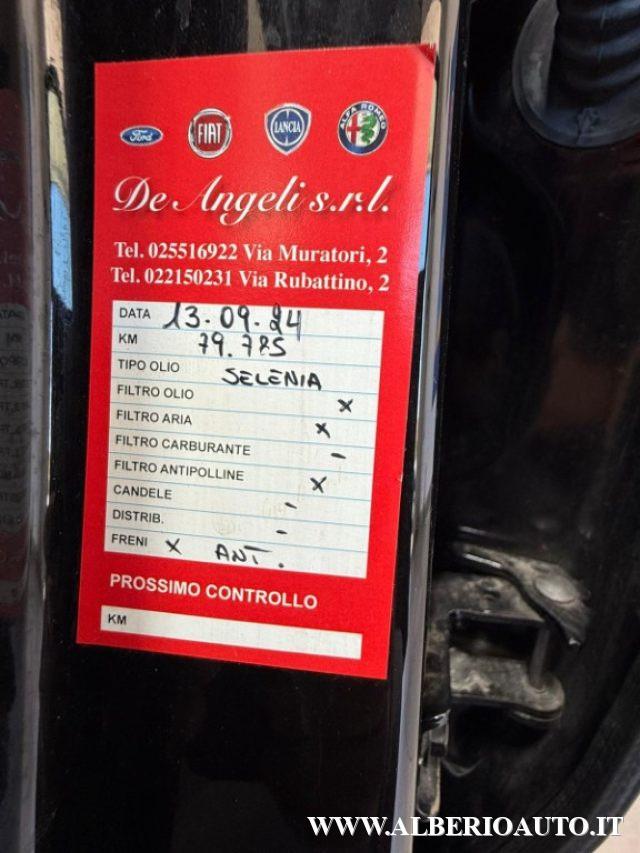 Ford FIAT LANCIA ALFA ROMEO
De Angeli s.r.l.
Tel. 025516922 Via Muratori, 2
Tel. 022150231 Via Rubattino, 2
DATA 13.09.24
KM 79.785
TIPO OLIO SELENIA
FILTRO OLIO x
FILTRO ARIA x
FILTRO CARBURANTE -
FILTRO ANTIPOLLINE x
CANDELE -
DISTRIB. -
FRENI x ANT.
PROSSIMO CONTROLLO
KM
WWW.ALBERIOAUTO.IT